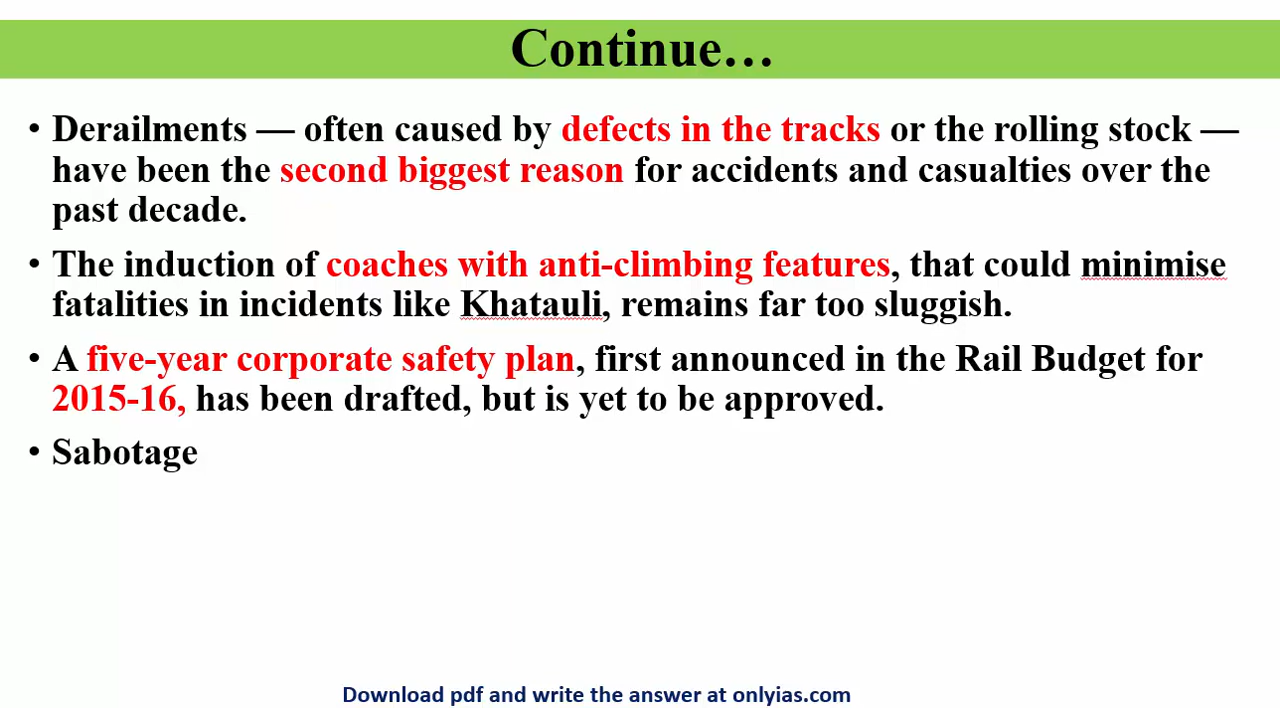 Continue…
• Derailments — often caused by defects in the tracks or the rolling stock —
have been the second biggest reason for accidents and casualties over the
past decade.
• The induction of coaches with anti-climbing features, that could minimise
fatalities in incidents like Khatauli, remains far too sluggish.
• A five-year corporate safety plan, first announced in the Rail Budget for
2015-16, has been drafted, but is yet to be approved.
• Sabotage
Download pdf and write the answer at onlyias.com